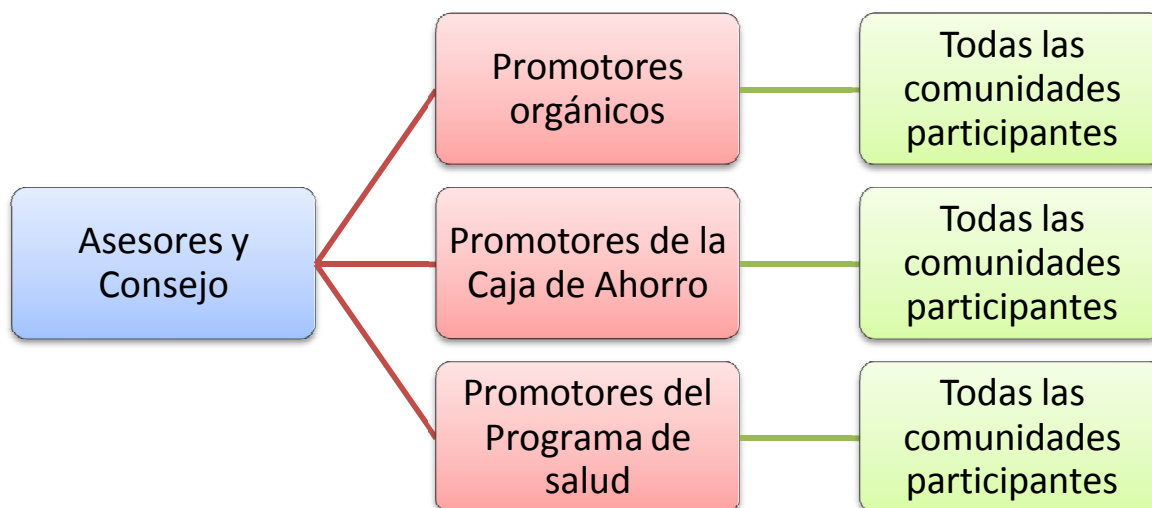 Asesores y
Consejo
Promotores
orgánicos
Todas las
comunidades
participantes
Promotores de la
Caja de Ahorro
Todas las
comunidades
participantes
Promotores del
Programa de
salud
Todas las
comunidades
participantes